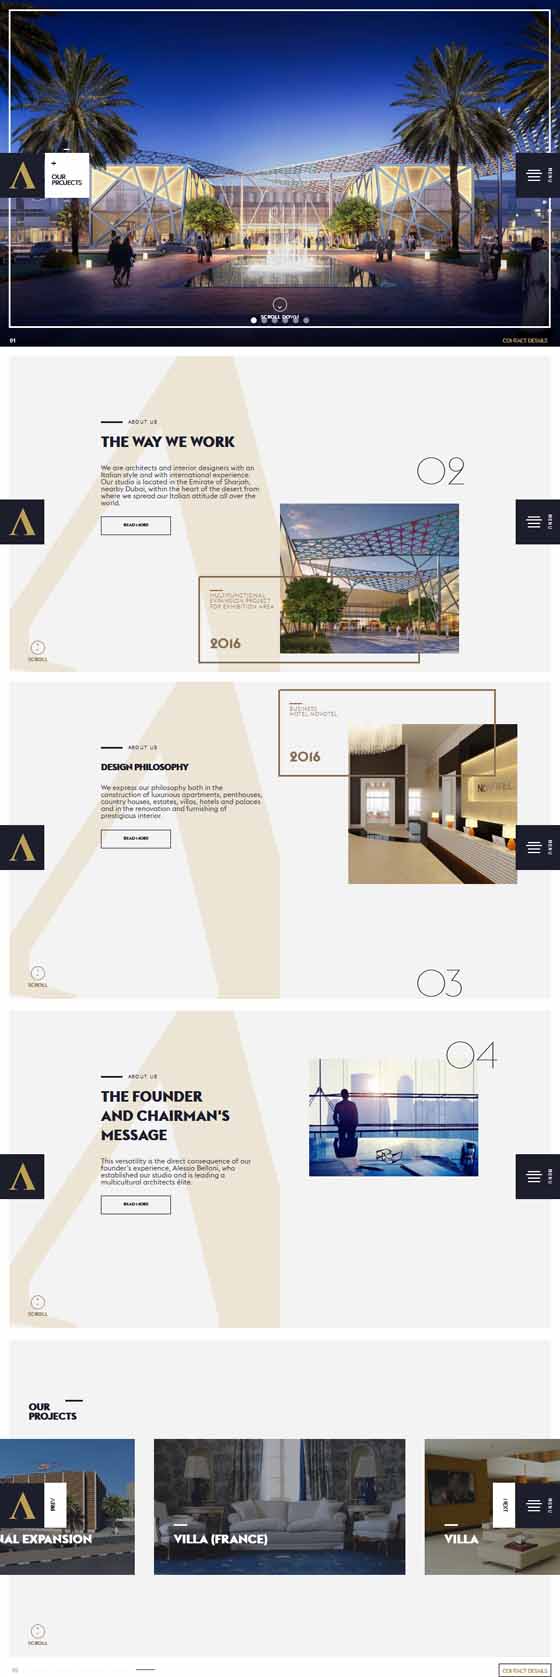 OUR
PROJECTS
MENU
SCROLL DOWN
01
CONTACT DETAILS
ABOUT US
THE WAY WE WORK
We are architects and interior designers with an
Italian style and with international experience.
Our studio is located in the Emirate of Sharjah,
nearby Dubai, within the heart of the desert from
where we spread our Italian attitude all over the
world.
READ MORE
02
MENU
MULTIFUNCTIONAL
EXPANSION PROJECT
FOR EXHIBITION AREA
2016
SCROLL
BUSINESS
HOTEL NOVOTEL
2016
ABOUT US
DESIGN PHILOSOPHY
We express our philosophy both in the
construction of luxurious apartments, penthouses,
country houses, estates, villas, hotels and palaces
and in the renovation and furnishing of
prestigious interior.
READ MORE
MENU
SCROLL
03
04
ABOUT US
THE FOUNDER
AND CHAIRMAN'S
MESSAGE
This versatility is the direct consequence of our
founder's experience, Alessio Belloni, who
established our studio and is leading a
multicultural architects élite.
READ MORE
MENU
SCROLL
OUR
PROJECTS
NEXT
MENU
NAL EXPANSION
VILLA (FRANCE)
VILLA
SCROLL
CONTACT DETAILS